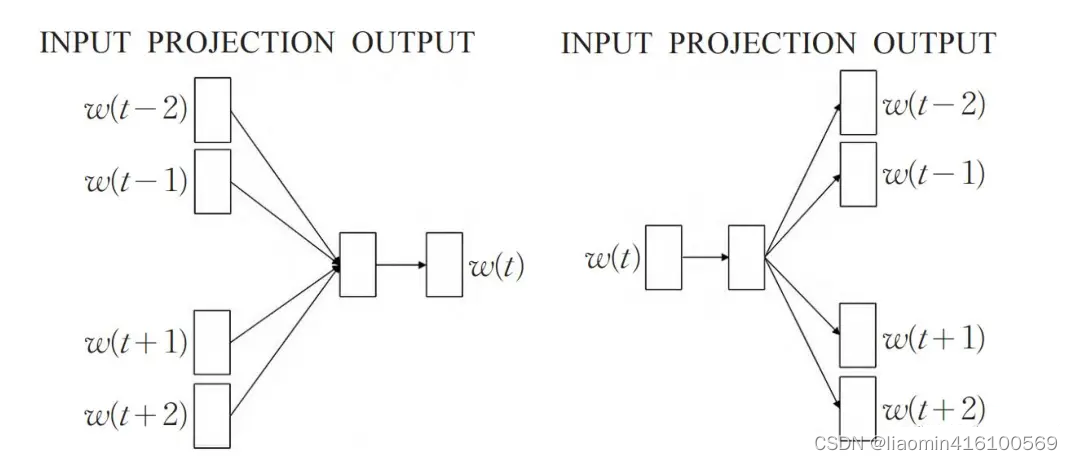 INPUT PROJECTION OUTPUT
w(t−2)
w(t−1)
w(t)
w(t+1)
w(t+2)
INPUT PROJECTION OUTPUT
w(t−2)
w(t−1)
w(t)
w(t+1)
w(t+2)
CSDN @liaomin416100569